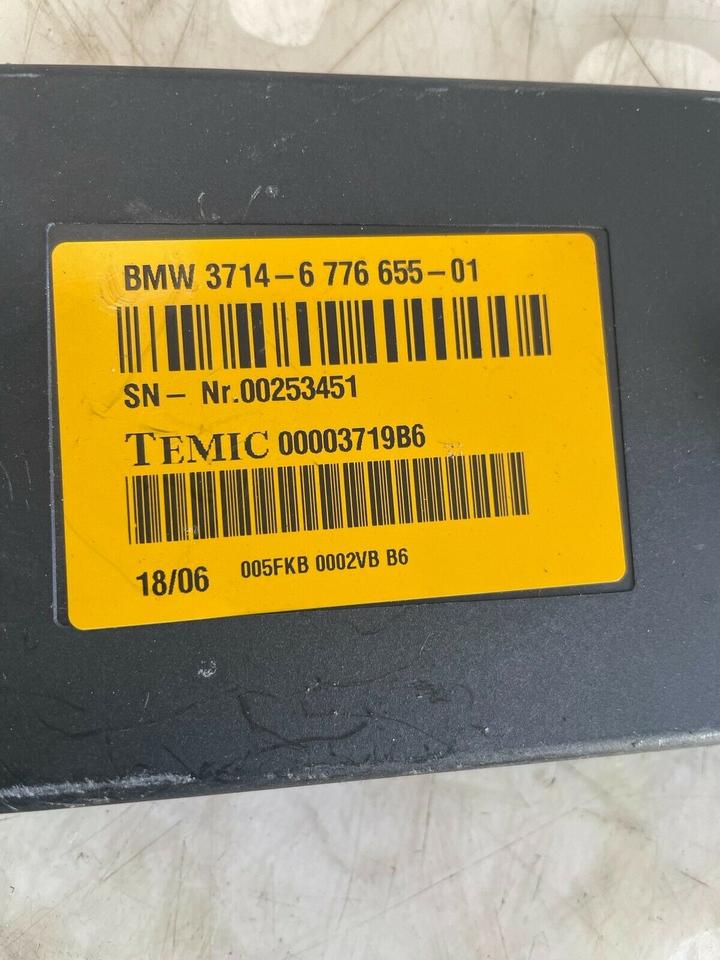 BMW 3714-6 776 655-01
SN- Nr.00253451
TEMIC 00003719B6
18/06 005FKB 0002VB B6